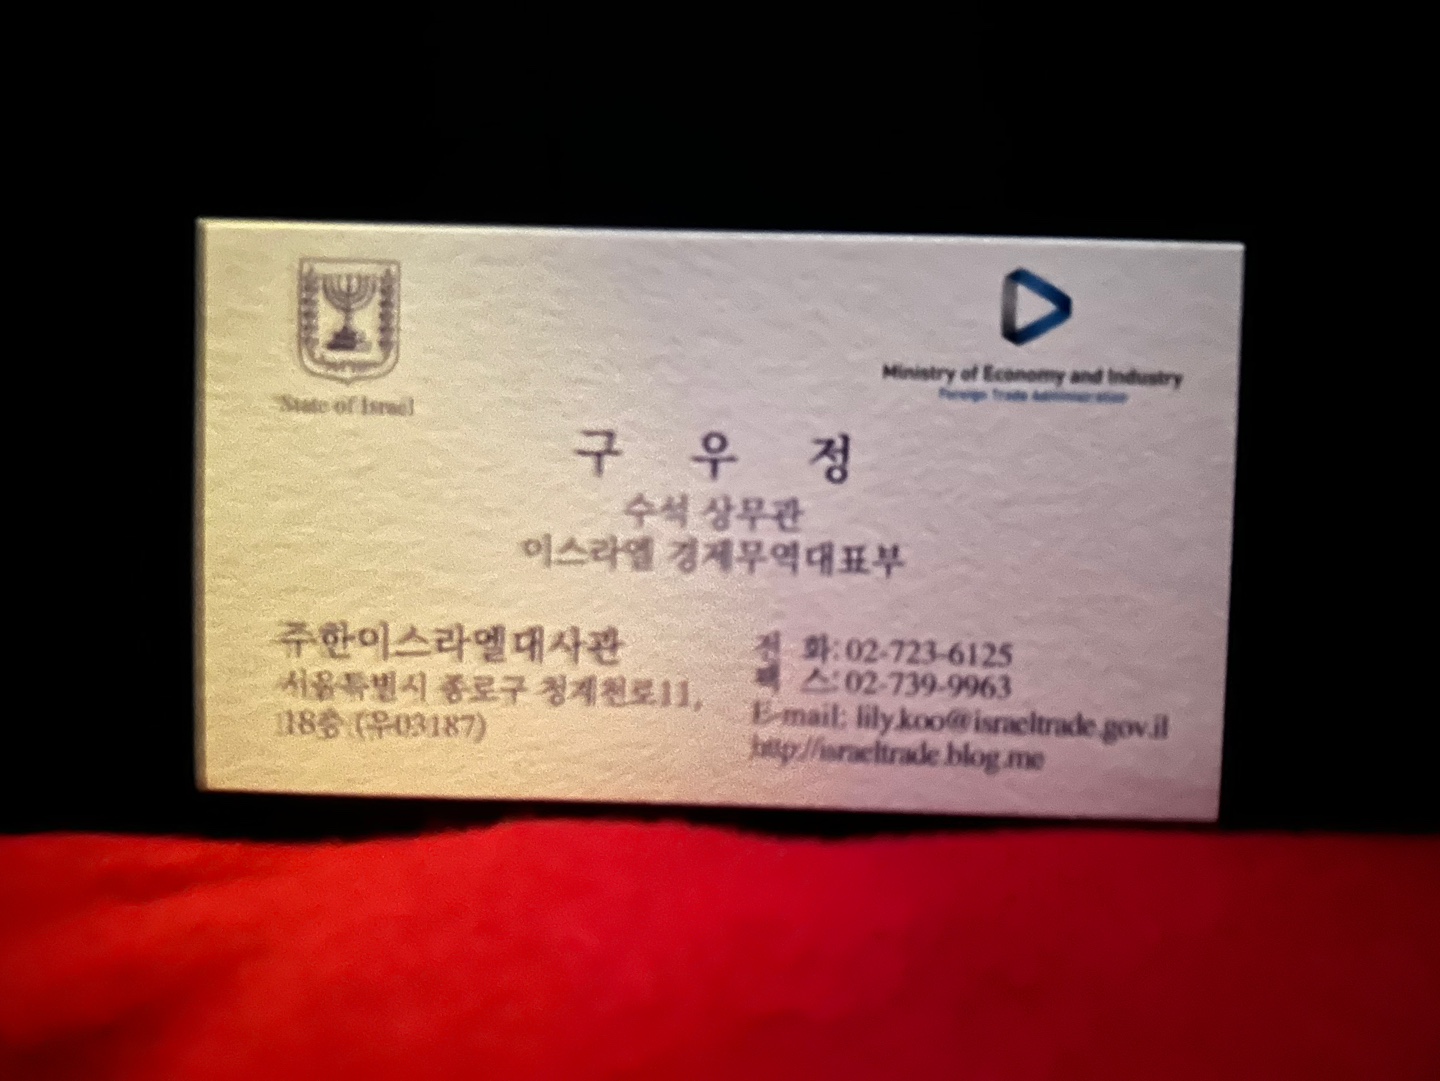 State of Israel
Ministry of Economy and Industry
Foreign Trade Administration
구 우 정
수석 상무관
이스라엘 경제무역대표부
주한이스라엘대사관
서울특별시 종로구 청계천로11,
18층 (우03187)
전 화: 02-723-6125
팩 스: 02-739-9963
E-mail: lily.koo@israeltrade.gov.il
http://israeltrade.blog.me